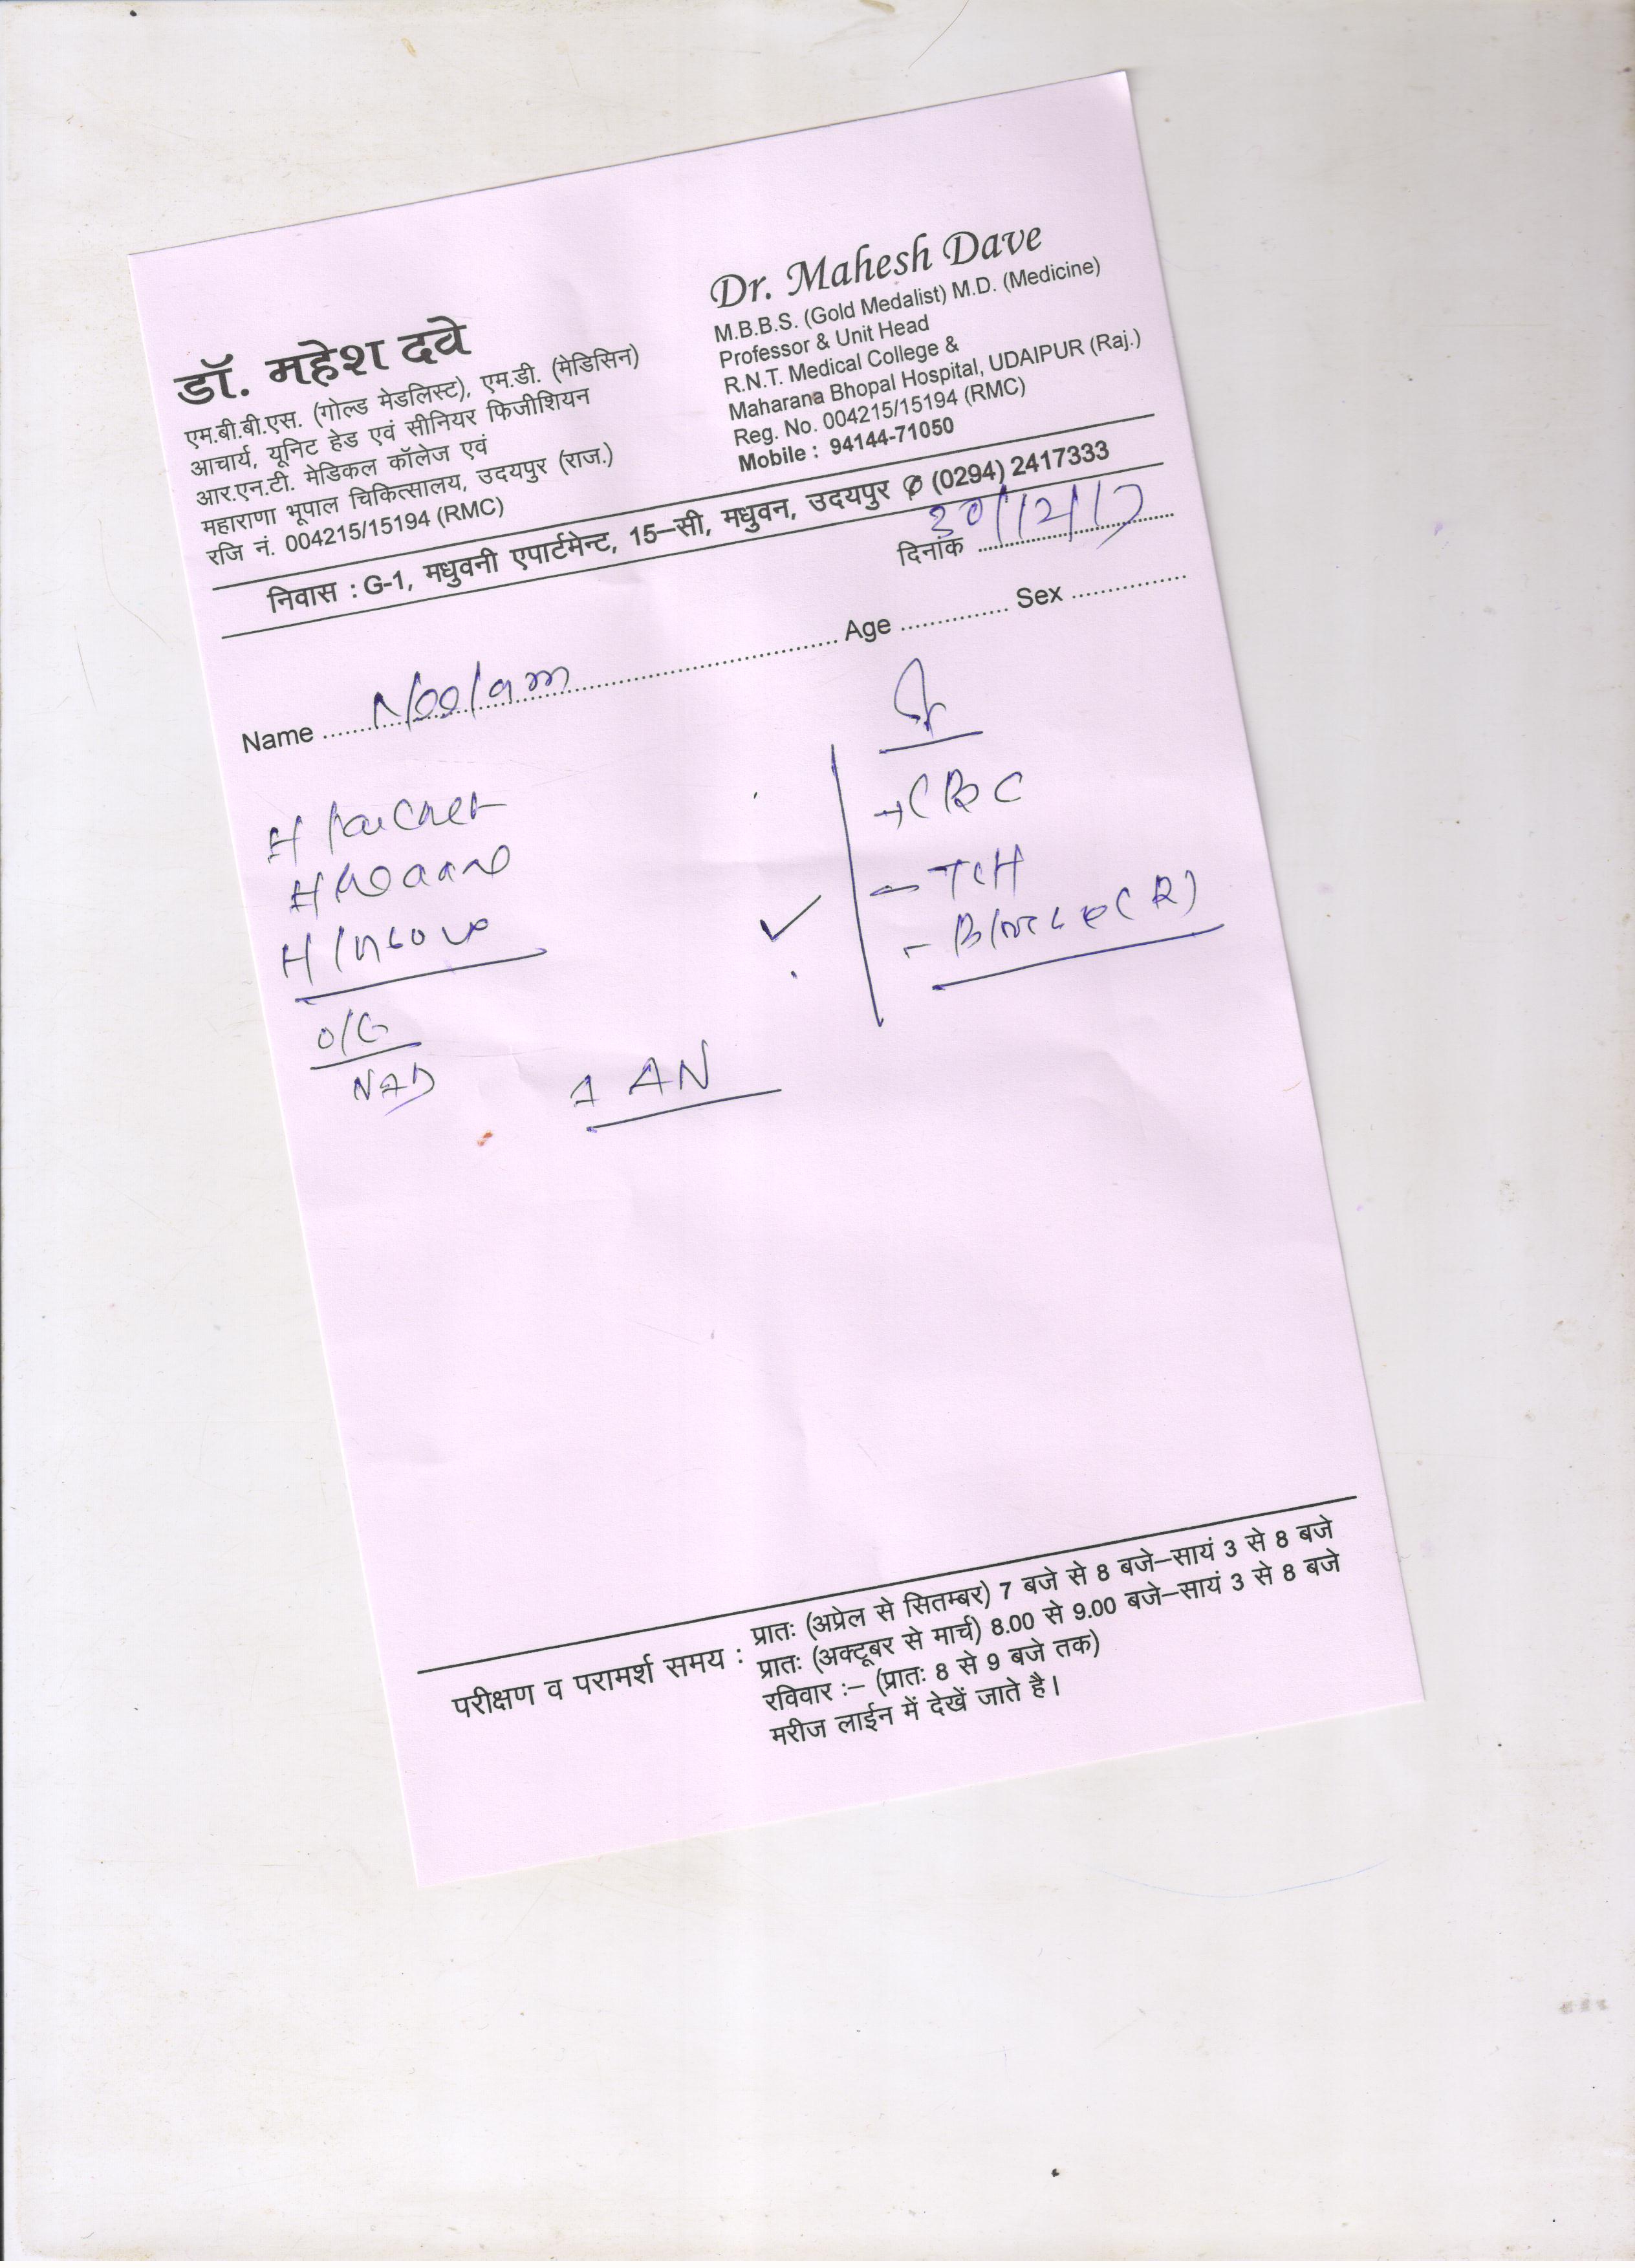 डॉ. महेश दवे
एम.बी.बी.एस. (गोल्ड मेडलिस्ट), एम.डी. (मेडिसिन)
आचार्य, यूनिट हेड एवं सीनियर फिजीशियन
आर.एन.टी. मेडिकल कॉलेज एवं
महाराणा भूपाल चिकित्सालय, उदयपुर (राज.)
रजि नं. 004215/15194 (RMC)
Dr. Mahesh Dave
M.B.B.S. (Gold Medalist) M.D. (Medicine)
Professor & Unit Head
R.N.T. Medical College &
Maharana Bhopal Hospital, UDAIPUR (Raj.)
Reg. No. 004215/15194 (RMC)
Mobile : 94144-71050
निवास : G-1, मधुवनी एपार्टमेन्ट, 15–सी, मधुवन, उदयपुर ✆ (0294) 2417333
दिनांक 30/12/17
Name Neelam Age Sex
H/
H/
H/
O/E
NAD
AN
CBC
TCH
(R)
परीक्षण व परामर्श समय : प्रातः (अप्रेल से सितम्बर) 7 बजे से 8 बजे–सायं 3 से 8 बजे
प्रातः (अक्टूबर से मार्च) 8.00 से 9.00 बजे–सायं 3 से 8 बजे
रविवार :– (प्रातः 8 से 9 बजे तक)
मरीज लाईन में देखें जाते है।